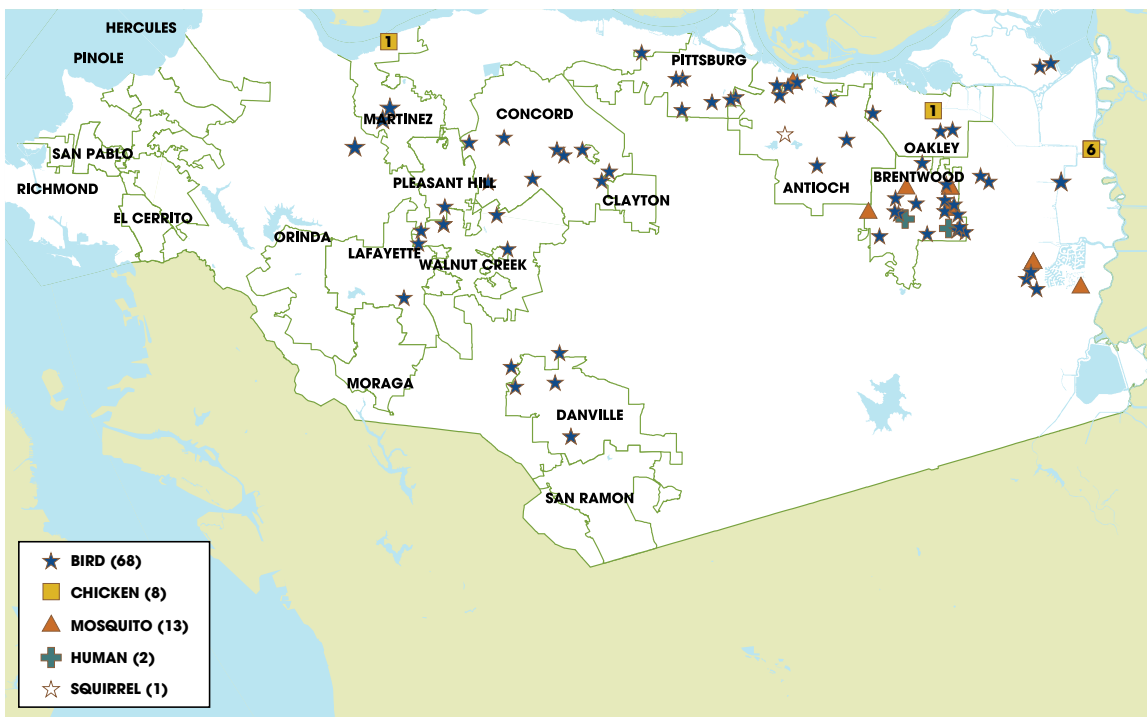 HERCULES
PINOLE
1
PITTSBURG
MARTINEZ
CONCORD
1
SAN PABLO
OAKLEY
6
RICHMOND
PLEASANT HILL
ANTIOCH
BRENTWOOD
EL CERRITO
CLAYTON
ORINDA
LAFAYETTE
WALNUT CREEK
MORAGA
DANVILLE
SAN RAMON
BIRD (68)
CHICKEN (8)
MOSQUITO (13)
HUMAN (2)
SQUIRREL (1)